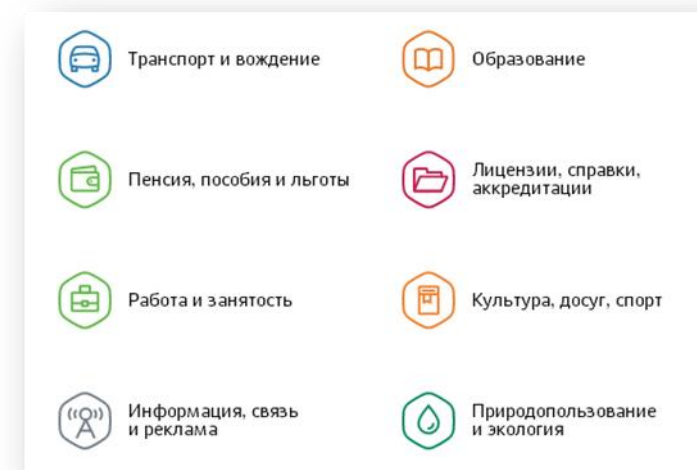 Транспорт и вождение
Образование
Пенсия, пособия и льготы
Лицензии, справки,
аккредитации
Работа и занятость
Культура, досуг, спорт
Информация, связь
и реклама
Природопользование
и экология